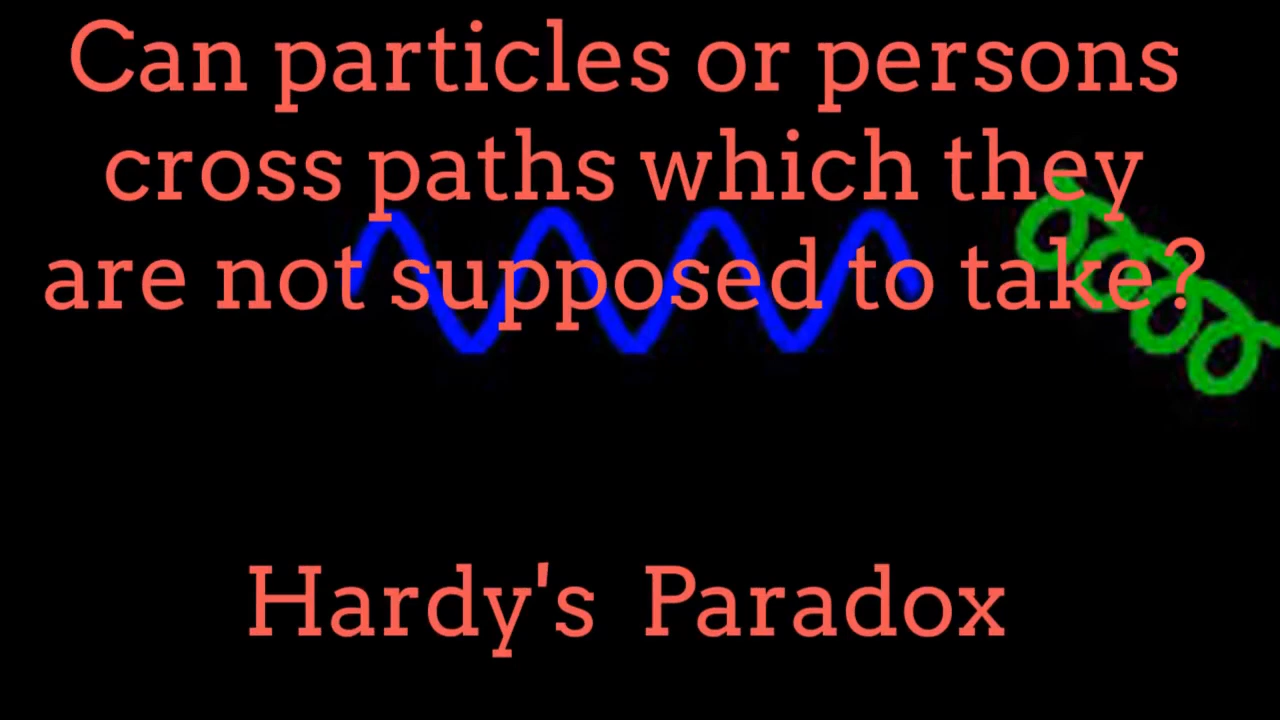 Can particles or persons
cross paths which they
are not supposed to take?
Hardy's Paradox